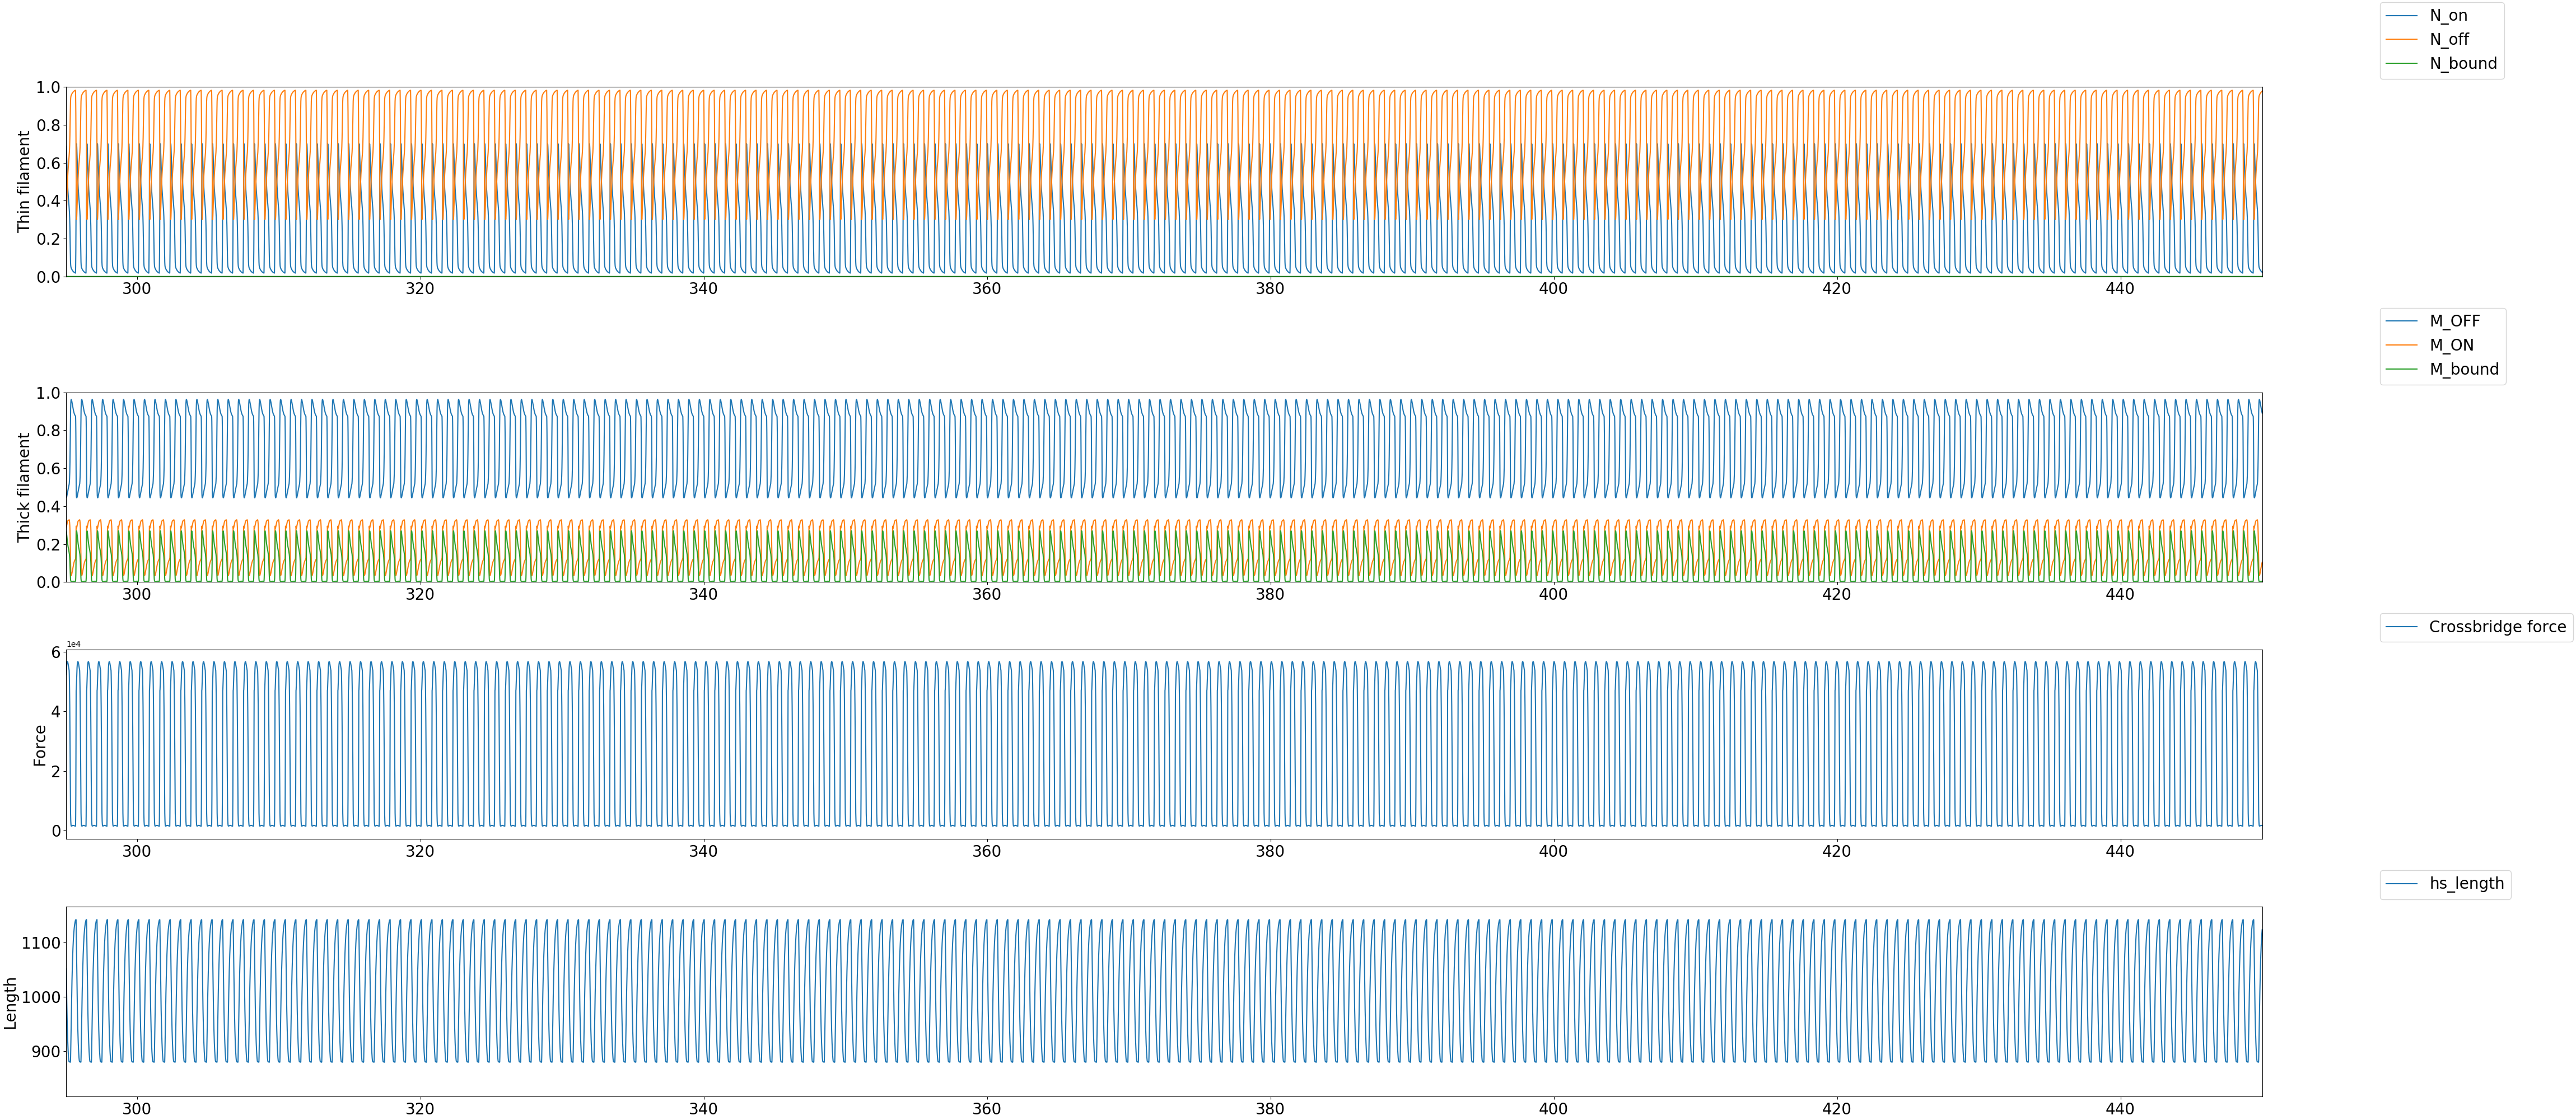 N_on
N_off
N_bound
1.0
0.8
0.6
0.4
0.2
0.0
Thin filament
300 320 340 360 380 400 420 440
M_OFF
M_ON
M_bound
1.0
0.8
0.6
0.4
0.2
0.0
Thick filament
300 320 340 360 380 400 420 440
Crossbridge force
1e4
6
4
2
0
Force
300 320 340 360 380 400 420 440
hs_length
1100
1000
900
Length
300 320 340 360 380 400 420 440